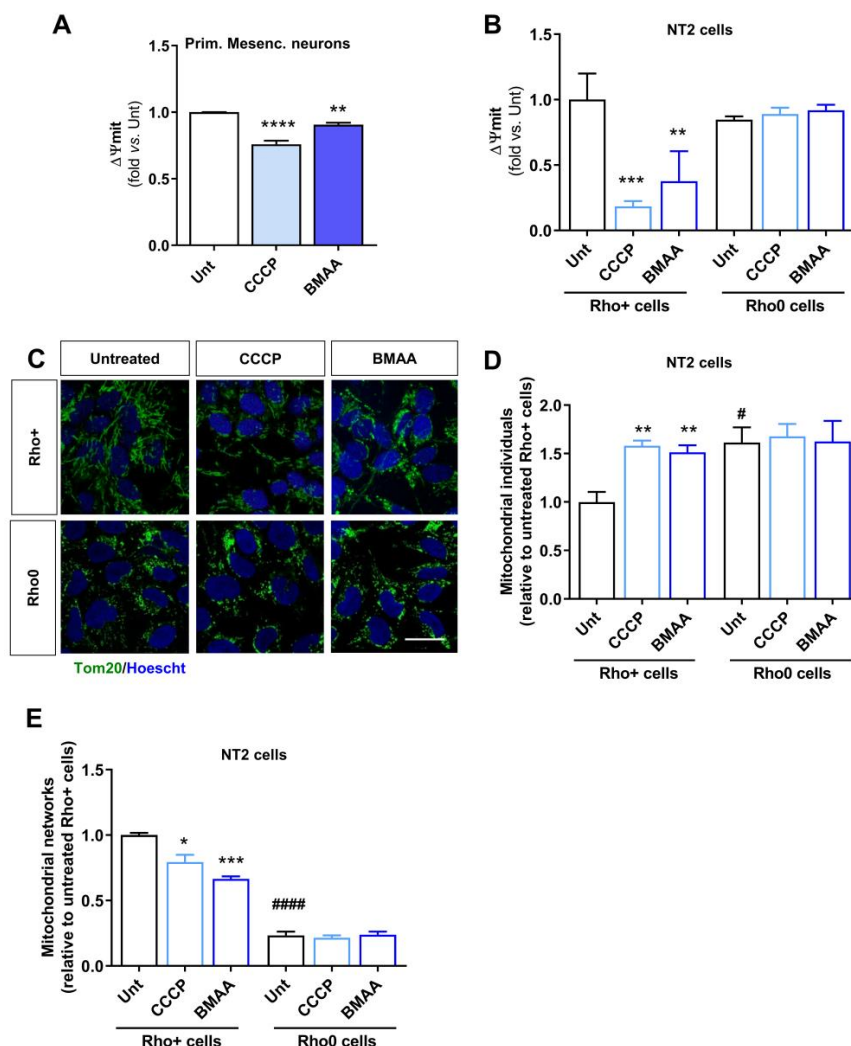 A
Prim. Mesenc. neurons
ΔΨmit
(fold vs. Unt)
1.5
1.0
0.5
0.0
****
**
Unt
CCCP
BMAA
B
NT2 cells
ΔΨmit
(fold vs. Unt)
1.5
1.0
0.5
0.0
***
**
Unt
CCCP
BMAA
Unt
CCCP
BMAA
Rho+ cells
Rho0 cells
C
Untreated
CCCP
BMAA
Rho+
Rho0
Tom20/Hoescht
D
NT2 cells
Mitochondrial individuals
(relative to untreated Rho+ cells)
2.0
1.5
1.0
0.5
0.0
**
**
#
Unt
CCCP
BMAA
Unt
CCCP
BMAA
Rho+ cells
Rho0 cells
E
NT2 cells
Mitochondrial networks
(relative to untreated Rho+ cells)
1.5
1.0
0.5
0.0
*
***
####
Unt
CCCP
BMAA
Unt
CCCP
BMAA
Rho+ cells
Rho0 cells